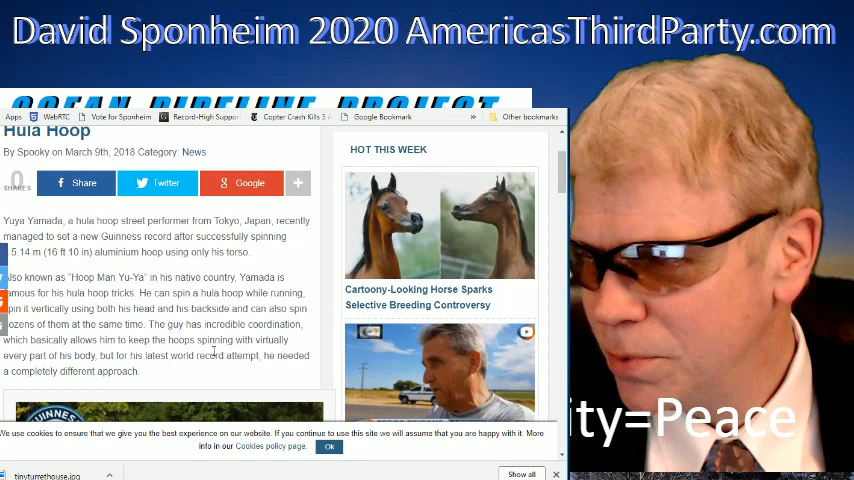 David Sponheim 2020 AmericasThirdParty.com
OCEAN PIPELINE PROJECT
Apps WebRTC Vote for Sponheim Record-High Suppor Copter Crash Kills 3 Google Bookmark » Other bookmarks
Hula Hoop
By Spooky on March 9th, 2018 Category: News
0
SHARES
Share
Twitter
Google
Yuya Yamada, a hula hoop street performer from Tokyo, Japan, recently
managed to set a new Guinness record after successfully spinning
5.14 m (16 ft 10 in) aluminium hoop using only his torso.
Also known as "Hoop Man Yu-Ya" in his native country, Yamada is
famous for his hula hoop tricks. He can spin a hula hoop while running,
spin it vertically using both his head and his backside and can also spin
dozens of them at the same time. The guy has incredible coordination,
which basically allows him to keep the hoops spinning with virtually
every part of his body, but for his latest world record attempt, he needed
a completely different approach.
GUINNES
HOT THIS WEEK
Cartoony-Looking Horse Sparks
Selective Breeding Controversy
ity=Peace
We use cookies to ensure that we give you the best experience on our website. If you continue to use this site we will assume that you are happy with it. More
info in our Cookies policy page.
Ok
tinyturrethouse.jpg
Show all